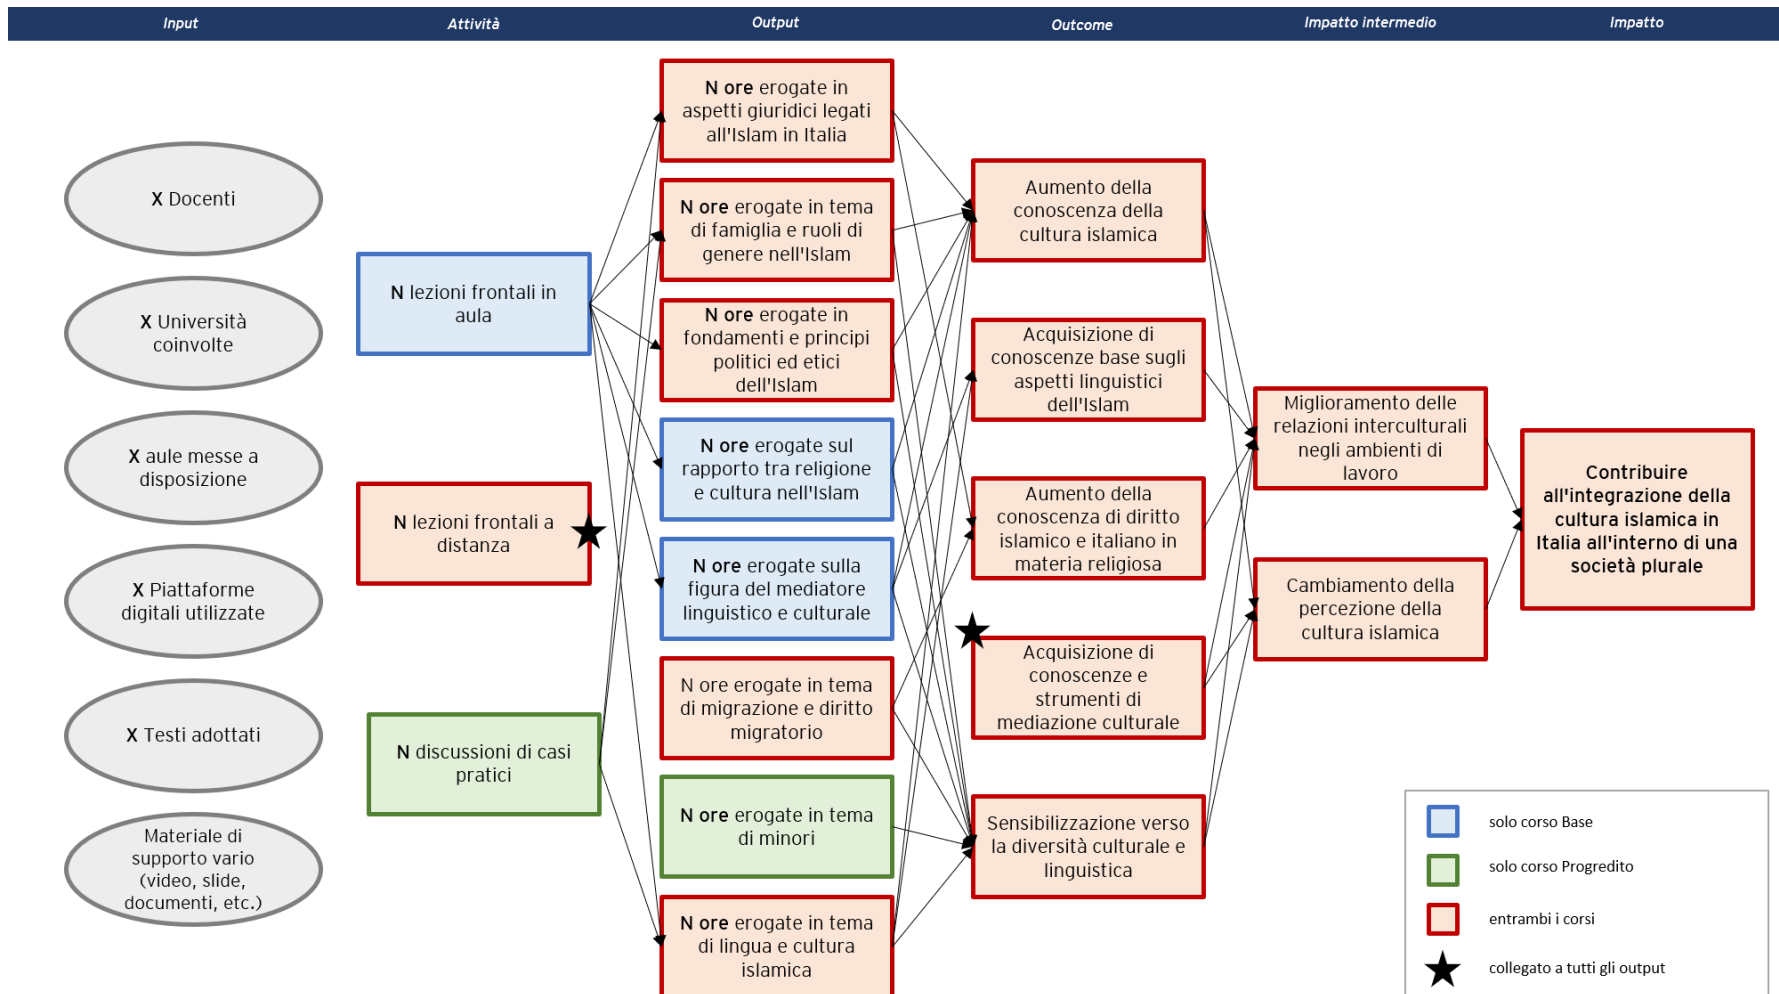 Input
Attività
Output
Outcome
Impatto intermedio
Impatto
X Docenti
X Università
coinvolte
X aule messe a
disposizione
X Piattaforme
digitali utilizzate
X Testi adottati
Materiale di
supporto vario
(video, slide,
documenti, etc.)
N lezioni frontali in
aula
N lezioni frontali a
distanza
N discussioni di casi
pratici
N ore erogate in
aspetti giuridici legati
all'Islam in Italia
N ore erogate in tema
di famiglia e ruoli di
genere nell'Islam
N ore erogate in
fondamenti e principi
politici ed etici
dell'Islam
N ore erogate sul
rapporto tra religione
e cultura nell'Islam
N ore erogate sulla
figura del mediatore
linguistico e culturale
N ore erogate in tema
di migrazione e diritto
migratorio
N ore erogate in tema
di minori
N ore erogate in tema
di lingua e cultura
islamica
Aumento della
conoscenza della
cultura islamica
Acquisizione di
conoscenze base sugli
aspetti linguistici
dell'Islam
Aumento della
conoscenza di diritto
islamico e italiano in
materia religiosa
Acquisizione di
conoscenze e
strumenti di
mediazione culturale
Sensibilizzazione verso
la diversità culturale e
linguistica
Miglioramento delle
relazioni interculturali
negli ambienti di
lavoro
Cambiamento della
percezione della
cultura islamica
Contribuire
all'integrazione della
cultura islamica in
Italia all'interno di una
società plurale
solo corso Base
solo corso Progredito
entrambi i corsi
collegato a tutti gli output